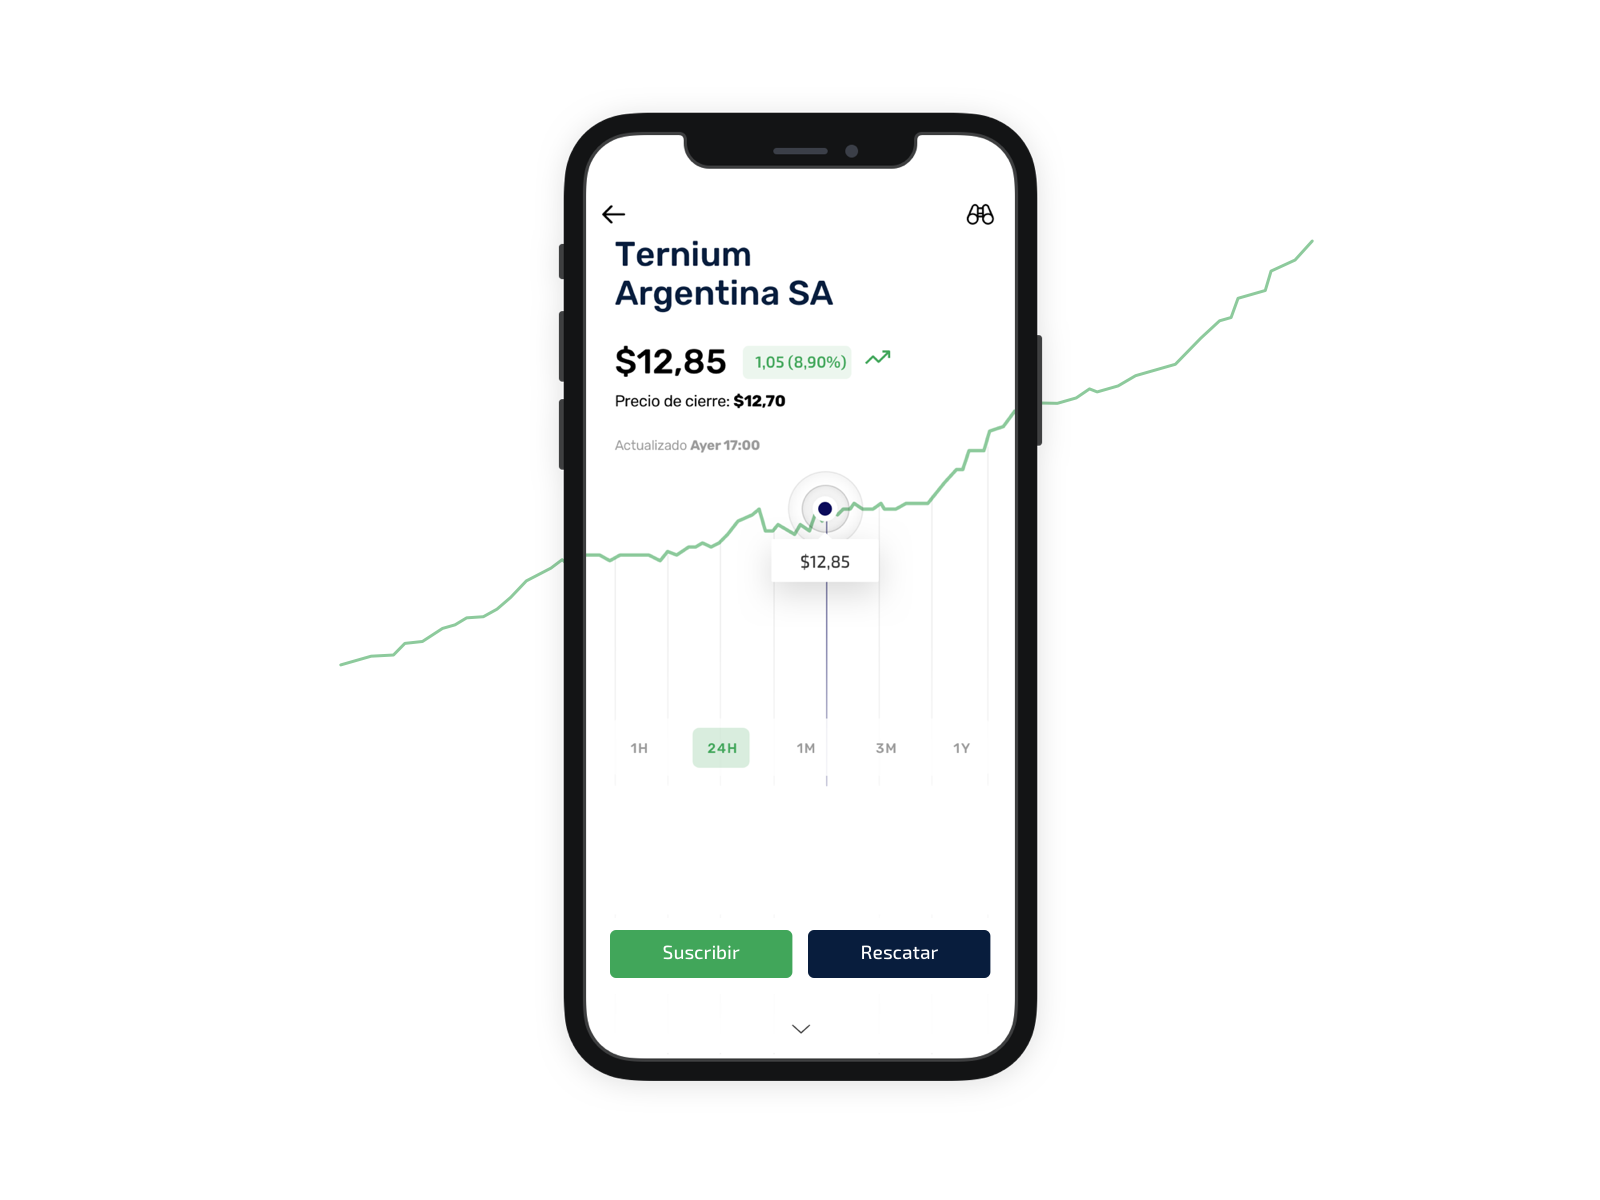 Ternium
Argentina SA
$12,85 1,05 (8,90%)
Precio de cierre: $12,70
Actualizado Ayer 17:00
$12,85
1H 24H 1M 3M 1Y
Suscribir Rescatar